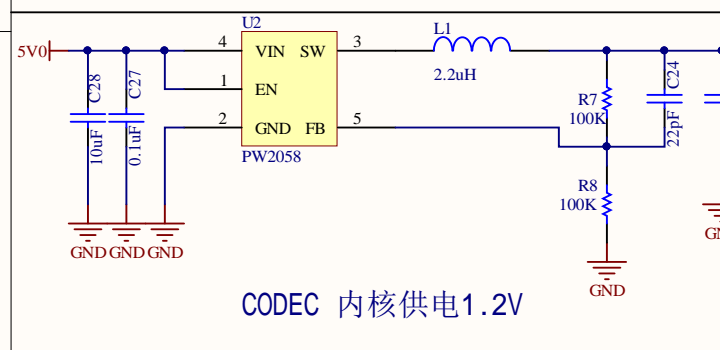 U2
L1
5V0
4
VIN
SW
3
2.2uH
1
EN
C28
C27
C24
R7
100K
2
GND
FB
5
10uF
0.1uF
22pF
PW2058
R8
100K
GND
GND
GND
GND
CODEC 内核供电1.2V